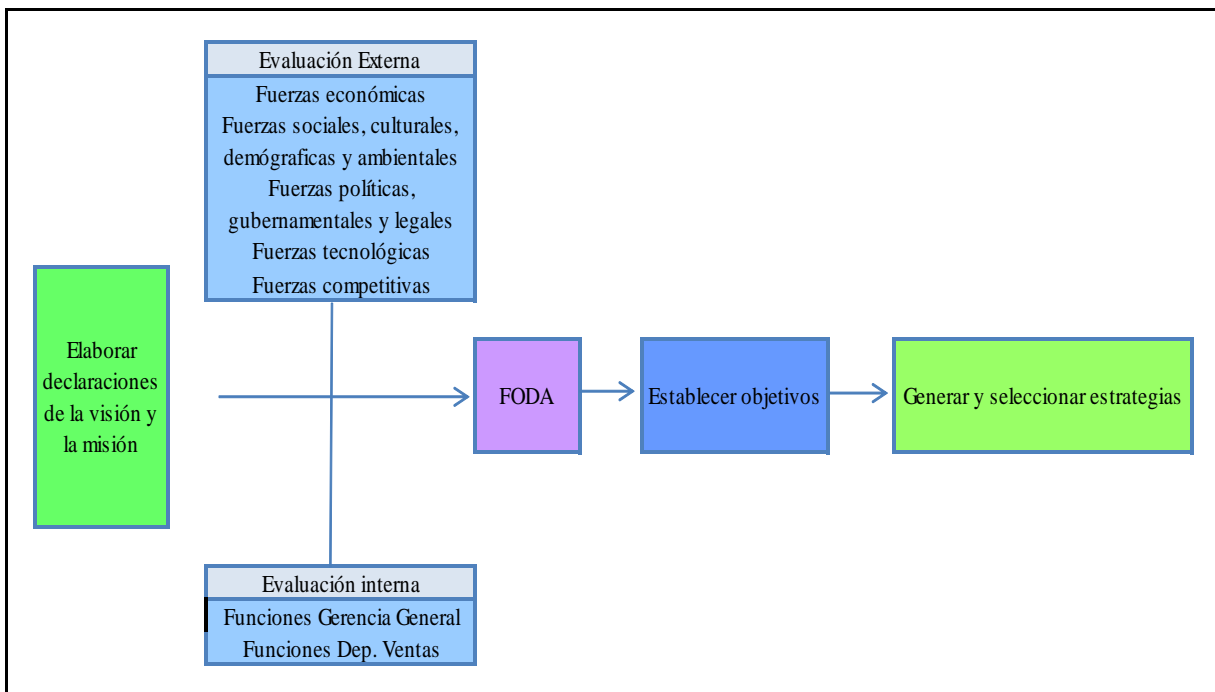 Evaluación Externa
Fuerzas económicas
Fuerzas sociales, culturales,
demógraficas y ambientales
Fuerzas políticas,
gubernamentales y legales
Fuerzas tecnológicas
Fuerzas competitivas
Elaborar
declaraciones
de la visión y
la misión
FODA
Establecer objetivos
Generar y seleccionar estrategias
Evaluación interna
Funciones Gerencia General
Funciones Dep. Ventas